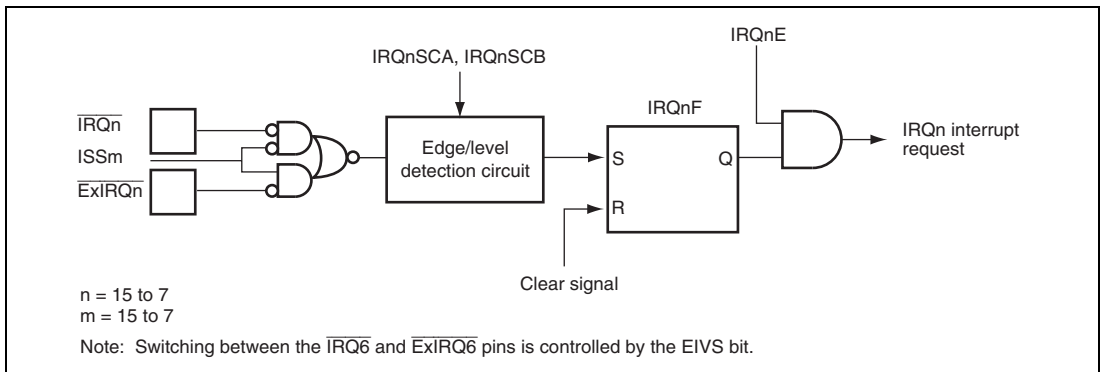 IRQnE
IRQnSCA, IRQnSCB
IRQnF
IRQn
ISSm
ExIRQn
Edge/level
detection circuit
S
Q
R
IRQn interrupt
request
Clear signal
n = 15 to 7
m = 15 to 7
Note: Switching between the IRQ6 and ExIRQ6 pins is controlled by the EIVS bit.